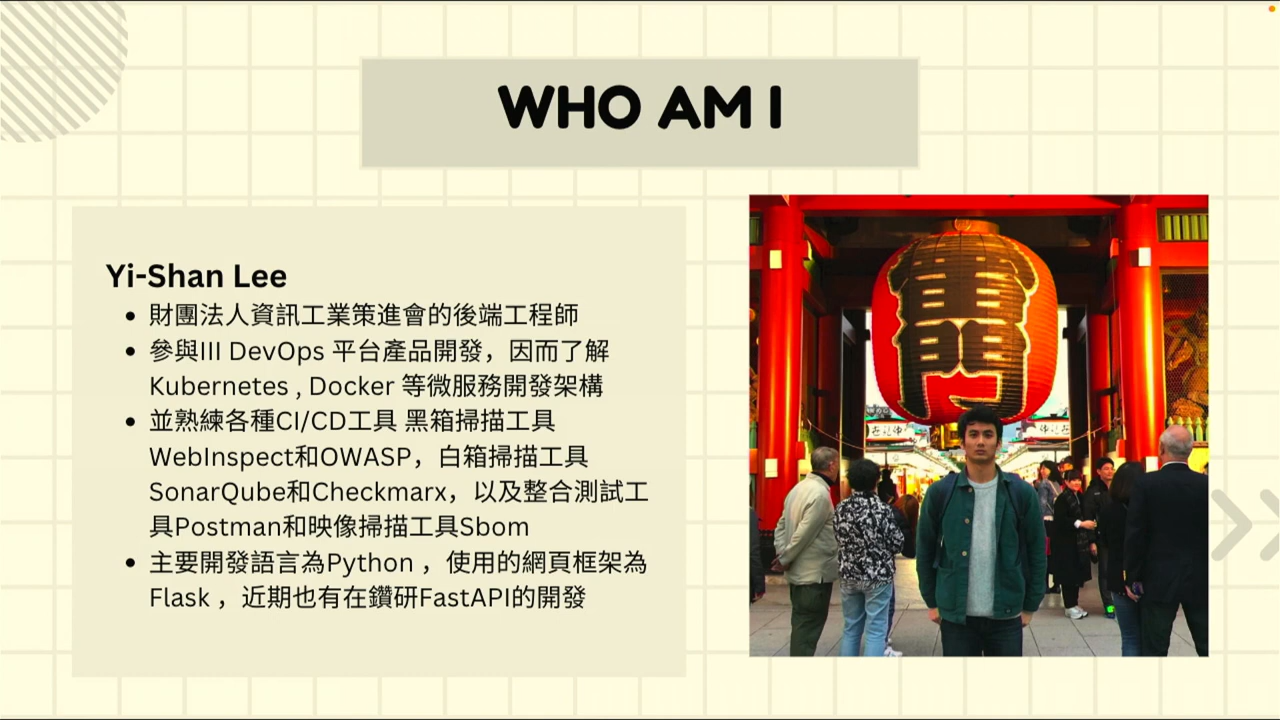 WHO AM I
Yi-Shan Lee
財團法人資訊工業策進會的後端工程師
參與III DevOps 平台產品開發，因而了解
Kubernetes , Docker 等微服務開發架構
並熟練各種CI/CD工具 黑箱掃描工具
WebInspect和OWASP，白箱掃描工具
SonarQube和Checkmarx，以及整合測試工
具Postman和映像掃描工具Sbom
主要開發語言為Python ，使用的網頁框架為
Flask ，近期也有在鑽研FastAPI的開發